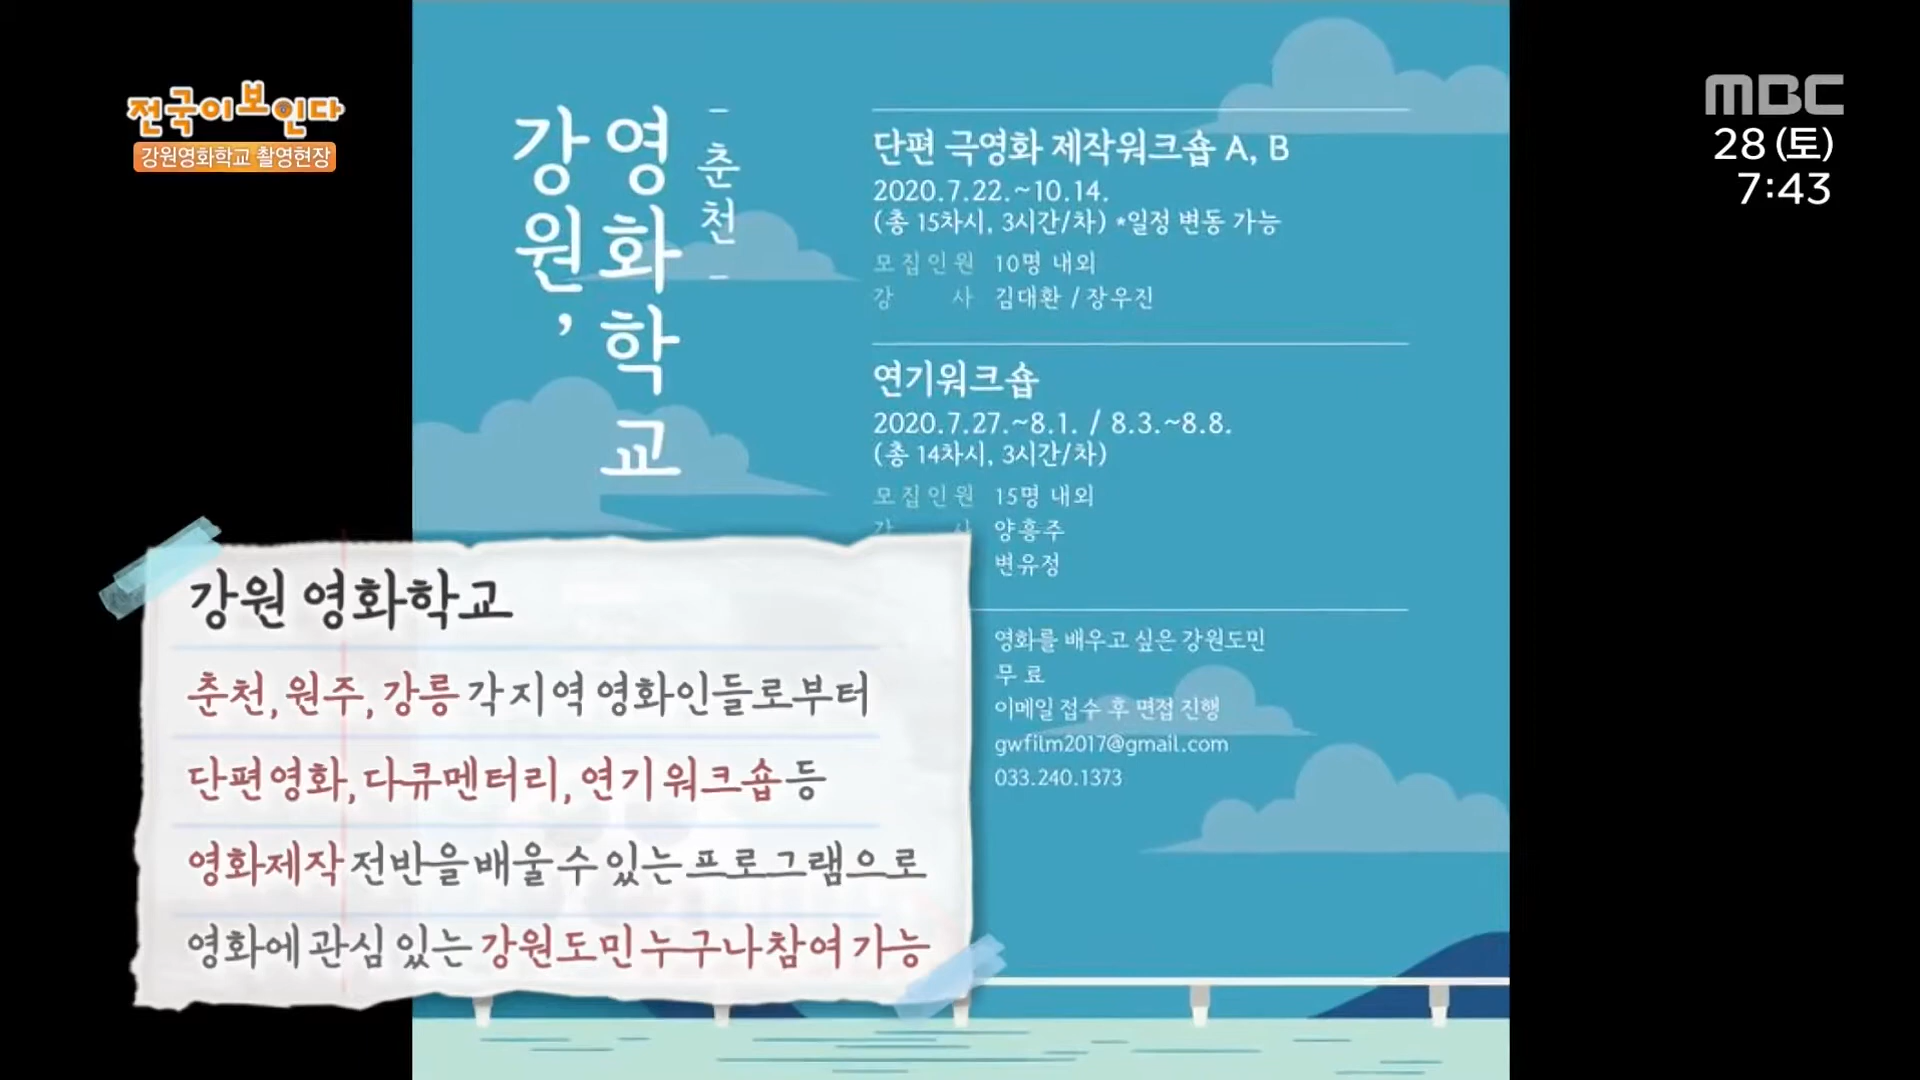 전국이보인다
강원영화학교 촬영현장
MBC
28 (토)
7:43
강원,
영화학교
- 춘천 -
단편 극영화 제작워크숍 A, B
2020.7.22.~10.14.
(총 15차시, 3시간/차) *일정 변동 가능
모집인원 10명 내외
강 사 김대환 / 장우진
연기워크숍
2020.7.27.~8.1. / 8.3.~8.8.
(총 14차시, 3시간/차)
모집인원 15명 내외
강 사 양흥주
변유정
영화를 배우고 싶은 강원도민
무 료
이메일 접수 후 면접 진행
gwfilm2017@gmail.com
033.240.1373
강원 영화학교
춘천, 원주, 강릉 각 지역 영화인들로부터
단편영화, 다큐멘터리, 연기 워크숍 등
영화제작 전반을 배울 수 있는 프로그램으로
영화에 관심 있는 강원도민 누구나 참여 가능